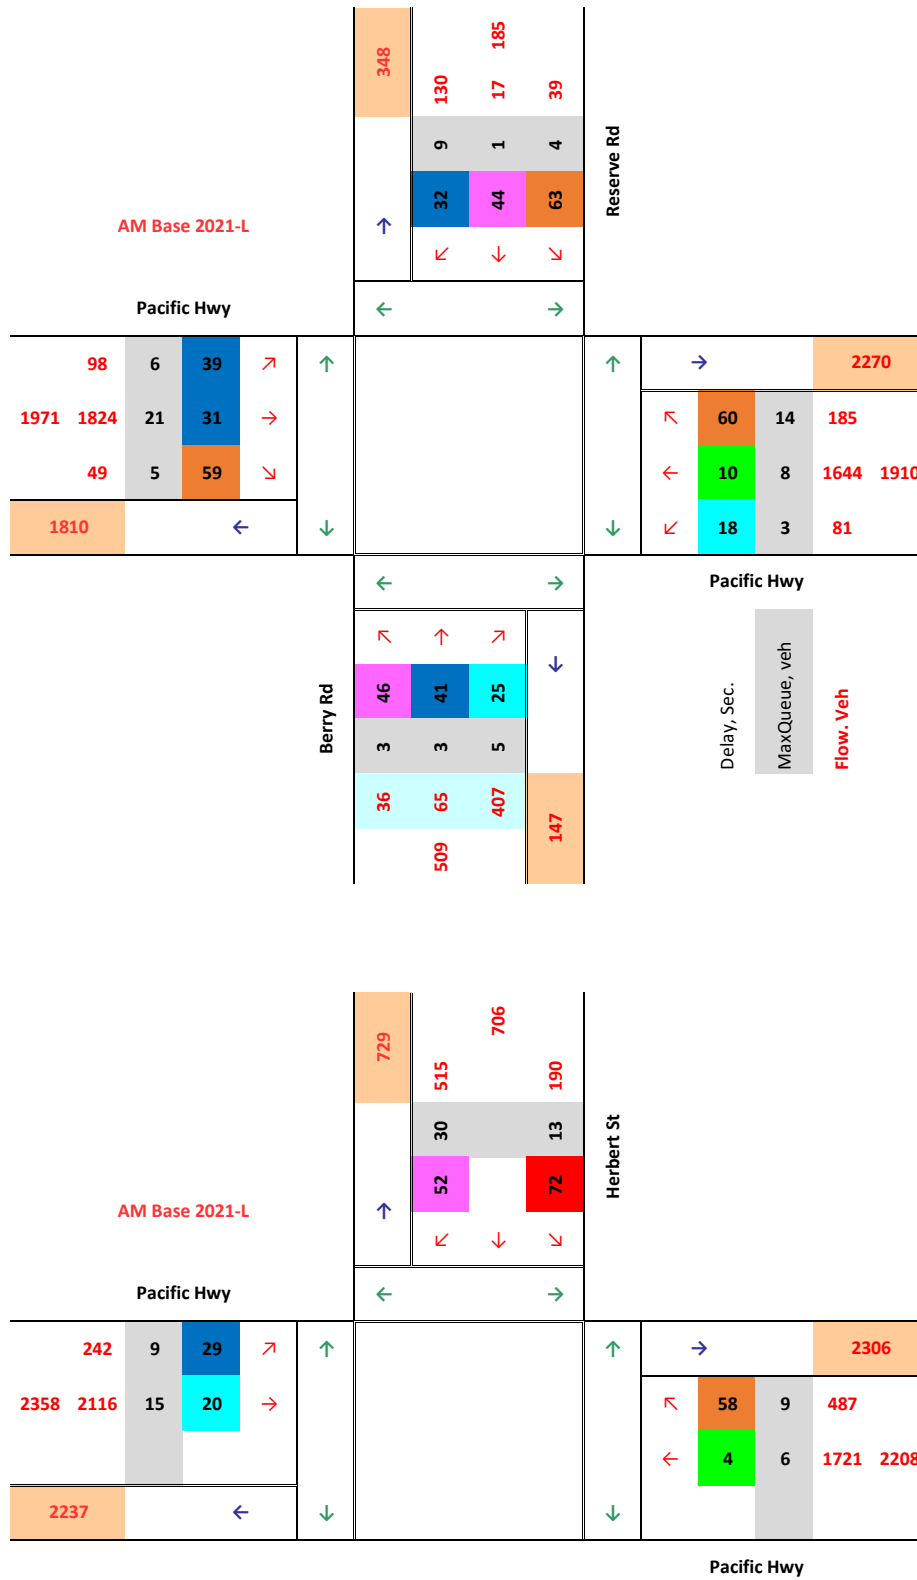 348
185
130 17 39
9 1 4
Reserve Rd
32 44 63
AM Base 2021-L
↑ ↙ ↓ ↘
Pacific Hwy
← →
98 6 39 ↗ ↑ ↑ → 2270
1971 1824 21 31 → ↖ 60 14 185
49 5 59 ↘ ← 10 8 1644 1910
1810 ← ↓ ↓ ↙ 18 3 81
← →
Pacific Hwy
↖ ↑ ↗ ↓
Berry Rd
46 41 25
3 3 5
36 65 407
147
509
Delay, Sec.
MaxQueue, veh
Flow. Veh
729
706
515 190
30 13
Herbert St
52 72
AM Base 2021-L
↑ ↙ ↓ ↘
Pacific Hwy
← →
242 9 29 ↗ ↑ ↑ → 2306
2358 2116 15 20 → ↖ 58 9 487
← 4 6 1721 2208
2237 ← ↓ ↓
Pacific Hwy